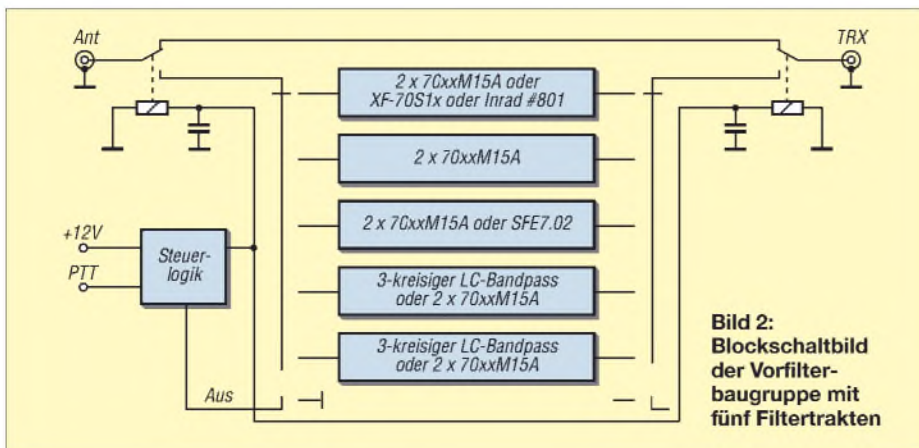 Ant
TRX
2 x 70xxM15A oder
XF-70S1x oder Inrad #801
2 x 70xxM15A
2 x 70xxM15A oder SFE7.02
3-kreisiger LC-Bandpass
oder 2 x 70xxM15A
3-kreisiger LC-Bandpass
oder 2 x 70xxM15A
+12V
PTT
Steuer-
logik
Aus
Bild 2:
Blockschaltbild
der Vorfilter-
baugruppe mit
fünf Filtertrakten